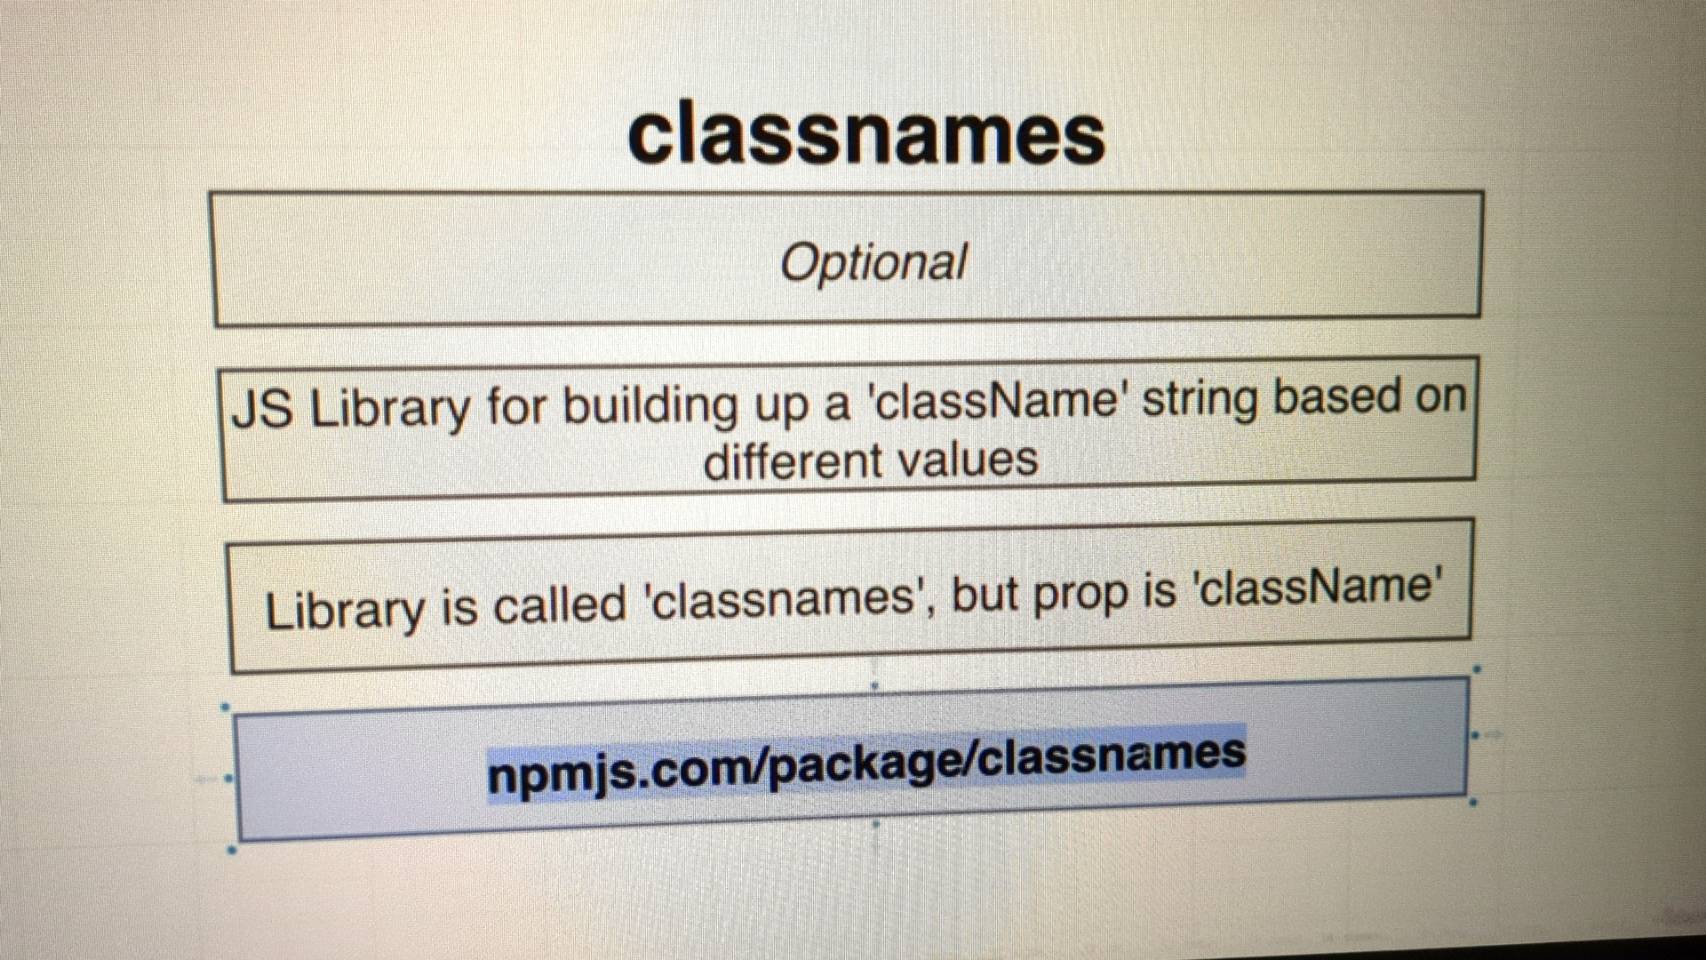 classnames
Optional
JS Library for building up a 'className' string based on
different values
Library is called 'classnames', but prop is 'className'
npmjs.com/package/classnames